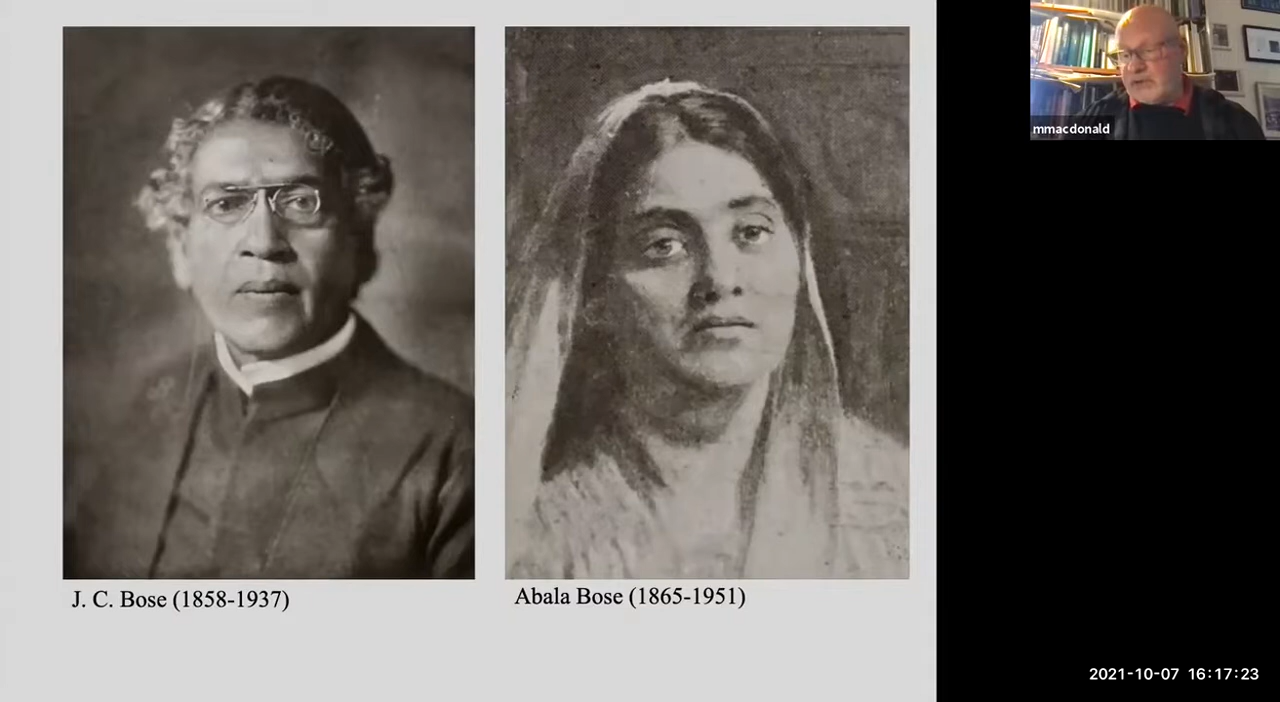 mmacdonald
J. C. Bose (1858-1937)
Abala Bose (1865-1951)
2021-10-07 16:17:23